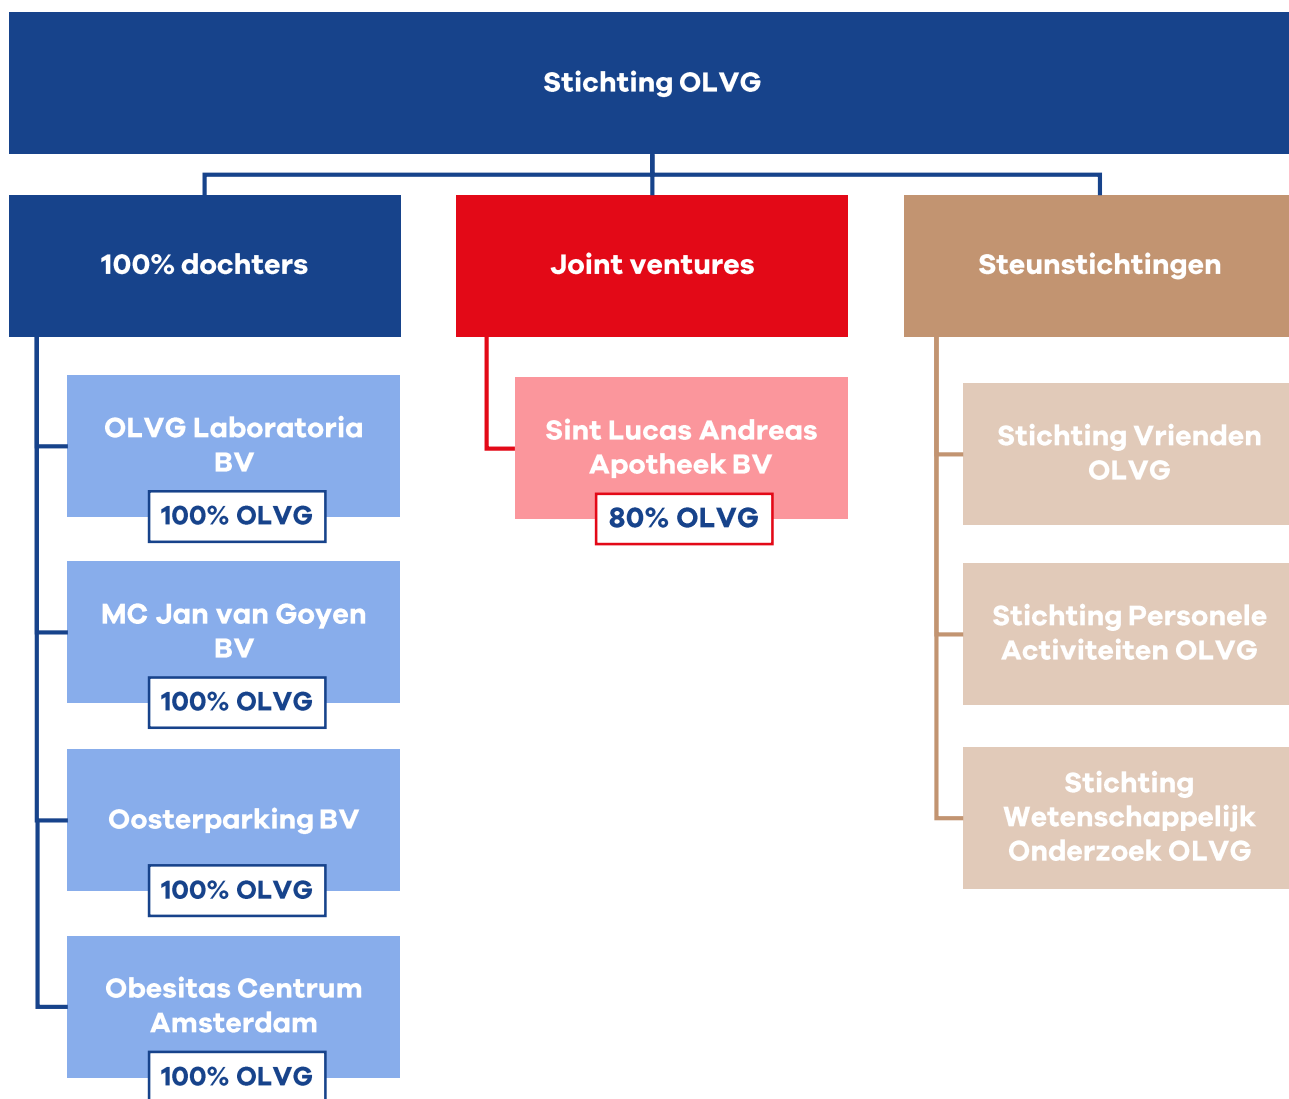 Stichting OLVG
100% dochters
OLVG Laboratoria
BV
100% OLVG
MC Jan van Goyen
BV
100% OLVG
Oosterparking BV
100% OLVG
Obesitas Centrum
Amsterdam
100% OLVG
Joint ventures
Sint Lucas Andreas
Apotheek BV
80% OLVG
Steunstichtingen
Stichting Vrienden
OLVG
Stichting Personele
Activiteiten OLVG
Stichting
Wetenschappelijk
Onderzoek OLVG